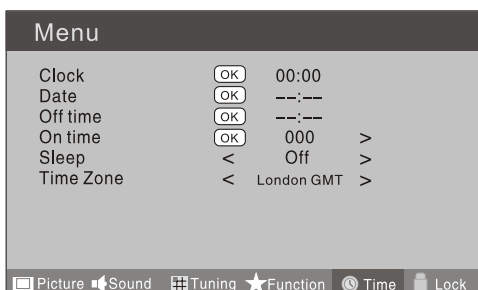 Menu
Clock OK 00:00
Date OK --:--
Off time OK --:--
On time OK 000 >
Sleep < Off >
Time Zone < London GMT >
Picture Sound Tuning Function Time Lock